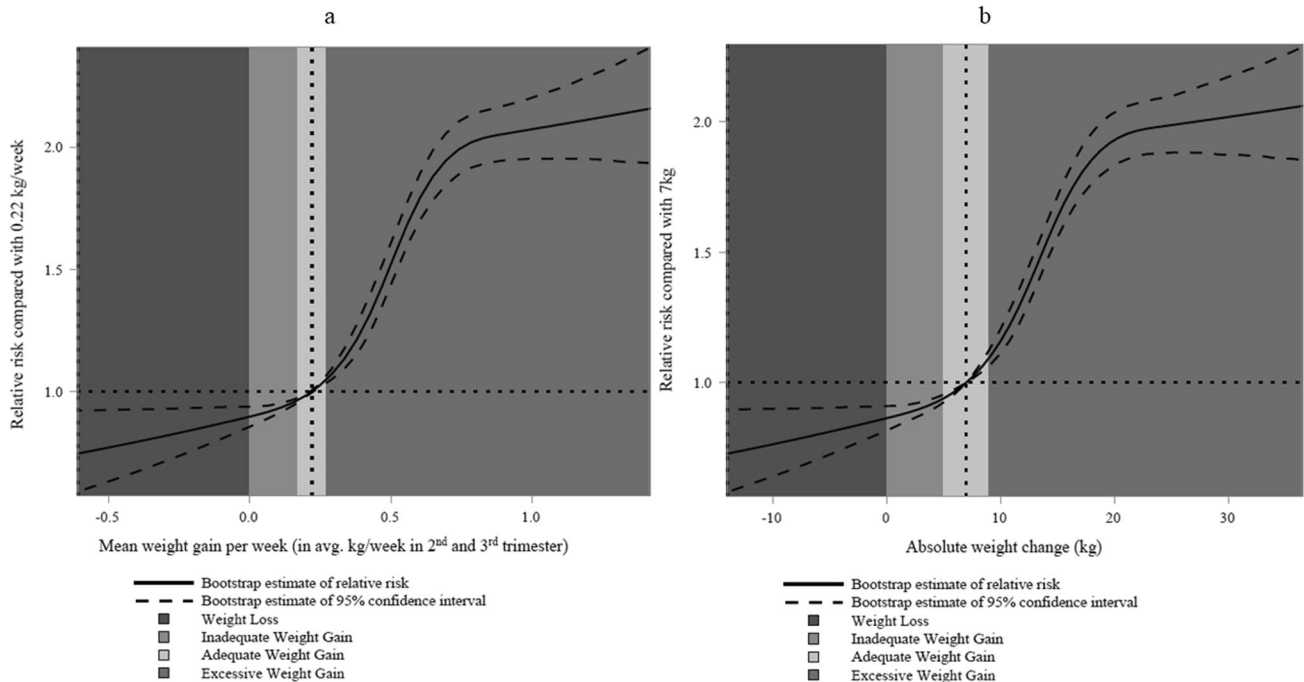 a
Relative risk compared with 0.22 kg/week
2.0
1.5
1.0
-0.5
0.0
0.5
1.0
Mean weight gain per week (in avg. kg/week in 2nd and 3rd trimester)
Bootstrap estimate of relative risk
Bootstrap estimate of 95% confidence interval
Weight Loss
Inadequate Weight Gain
Adequate Weight Gain
Excessive Weight Gain
b
Relative risk compared with 7kg
2.0
1.5
1.0
-10
0
10
20
30
Absolute weight change (kg)
Bootstrap estimate of relative risk
Bootstrap estimate of 95% confidence interval
Weight Loss
Inadequate Weight Gain
Adequate Weight Gain
Excessive Weight Gain